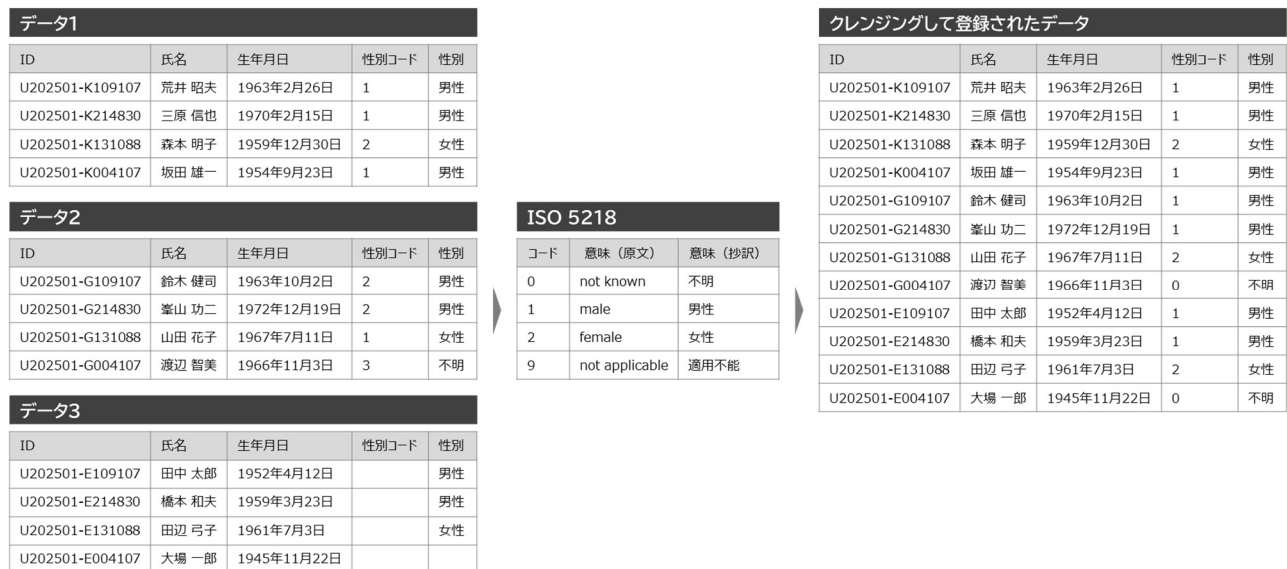 データ1
ID 氏名 生年月日 性別コード 性別
U202501-K109107 荒井 昭夫 1963年2月26日 1 男性
U202501-K214830 三原 信也 1970年2月15日 1 男性
U202501-K131088 森本 明子 1959年12月30日 2 女性
U202501-K004107 坂田 雄一 1954年9月23日 1 男性
データ2
ID 氏名 生年月日 性別コード 性別
U202501-G109107 鈴木 健司 1963年10月2日 2 男性
U202501-G214830 峯山 功二 1972年12月19日 2 男性
U202501-G131088 山田 花子 1967年7月11日 1 女性
U202501-G004107 渡辺 智美 1966年11月3日 3 不明
データ3
ID 氏名 生年月日 性別コード 性別
U202501-E109107 田中 太郎 1952年4月12日 男性
U202501-E214830 橋本 和夫 1959年3月23日 男性
U202501-E131088 田辺 弓子 1961年7月3日 女性
U202501-E004107 大場 一郎 1945年11月22日
ISO 5218
コード 意味（原文） 意味（抄訳）
0 not known 不明
1 male 男性
2 female 女性
9 not applicable 適用不能
クレンジングして登録されたデータ
ID 氏名 生年月日 性別コード 性別
U202501-K109107 荒井 昭夫 1963年2月26日 1 男性
U202501-K214830 三原 信也 1970年2月15日 1 男性
U202501-K131088 森本 明子 1959年12月30日 2 女性
U202501-K004107 坂田 雄一 1954年9月23日 1 男性
U202501-G109107 鈴木 健司 1963年10月2日 1 男性
U202501-G214830 峯山 功二 1972年12月19日 1 男性
U202501-G131088 山田 花子 1967年7月11日 2 女性
U202501-G004107 渡辺 智美 1966年11月3日 0 不明
U202501-E109107 田中 太郎 1952年4月12日 1 男性
U202501-E214830 橋本 和夫 1959年3月23日 1 男性
U202501-E131088 田辺 弓子 1961年7月3日 2 女性
U202501-E004107 大場 一郎 1945年11月22日 0 不明